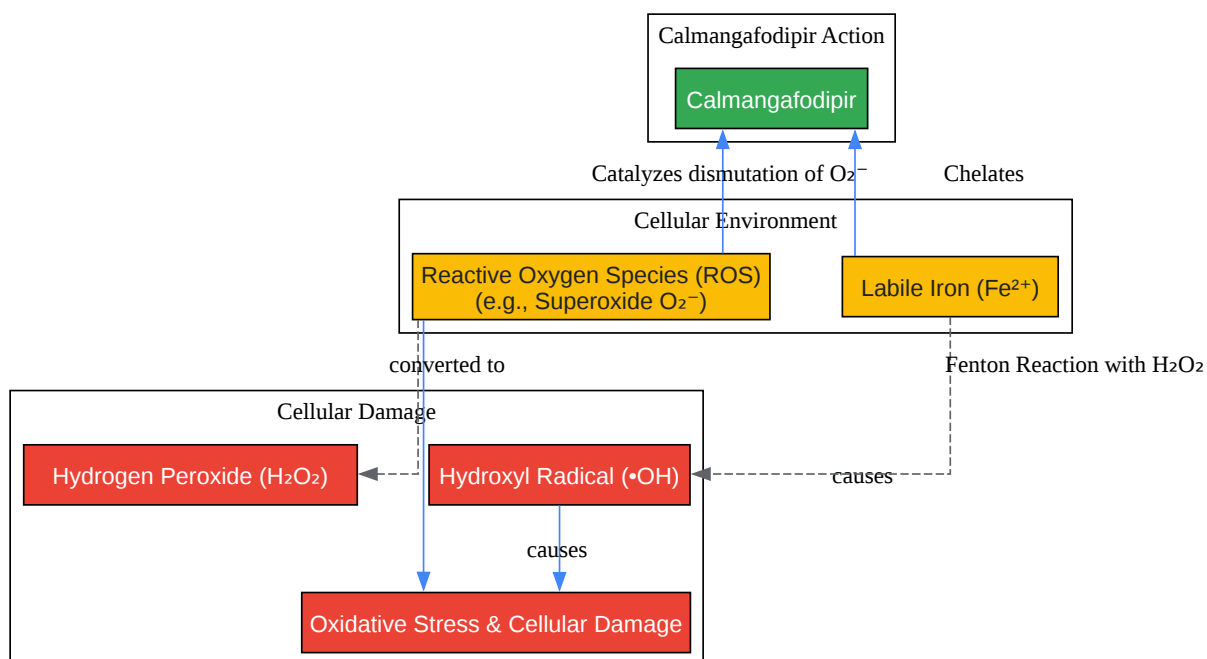 Calmangafodipir Action
Calmangafodipir
Catalyzes dismutation of O₂⁻
Chelates
Cellular Environment
Reactive Oxygen Species (ROS)
(e.g., Superoxide O₂⁻)
Labile Iron (Fe²⁺)
converted to
Fenton Reaction with H₂O₂
Cellular Damage
Hydrogen Peroxide (H₂O₂)
Hydroxyl Radical (•OH)
causes
causes
Oxidative Stress & Cellular Damage